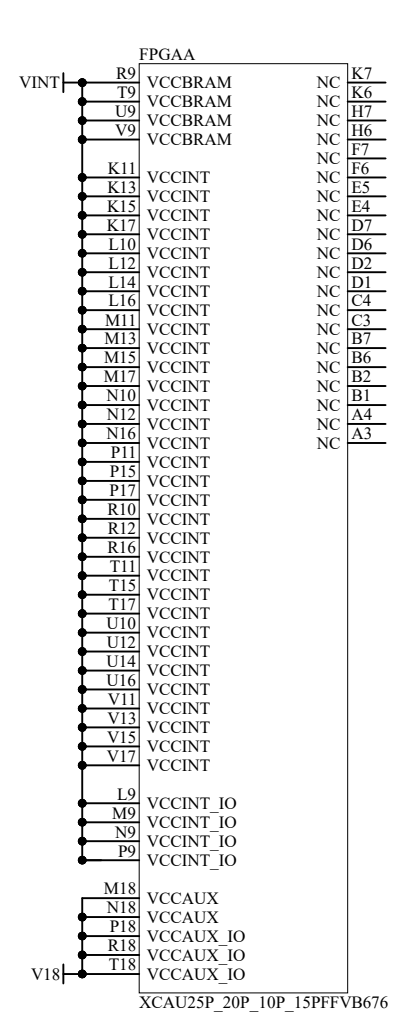 FPGAA
VINT R9 VCCBRAM NC K7
T9 VCCBRAM NC K6
U9 VCCBRAM NC H7
V9 VCCBRAM NC H6
NC F7
K11 VCCINT NC F6
K13 VCCINT NC E5
K15 VCCINT NC E4
K17 VCCINT NC D7
L10 VCCINT NC D6
L12 VCCINT NC D2
L14 VCCINT NC D1
L16 VCCINT NC C4
M11 VCCINT NC C3
M13 VCCINT NC B7
M15 VCCINT NC B6
M17 VCCINT NC B2
N10 VCCINT NC B1
N12 VCCINT NC A4
N16 VCCINT NC A3
P11 VCCINT
P15 VCCINT
P17 VCCINT
R10 VCCINT
R12 VCCINT
R16 VCCINT
T11 VCCINT
T15 VCCINT
T17 VCCINT
U10 VCCINT
U12 VCCINT
U14 VCCINT
U16 VCCINT
V11 VCCINT
V13 VCCINT
V15 VCCINT
V17 VCCINT
L9 VCCINT_IO
M9 VCCINT_IO
N9 VCCINT_IO
P9 VCCINT_IO
M18 VCCAUX
N18 VCCAUX
P18 VCCAUX_IO
R18 VCCAUX_IO
V18 T18 VCCAUX_IO
XCAU25P_20P_10P_15PFFVB676